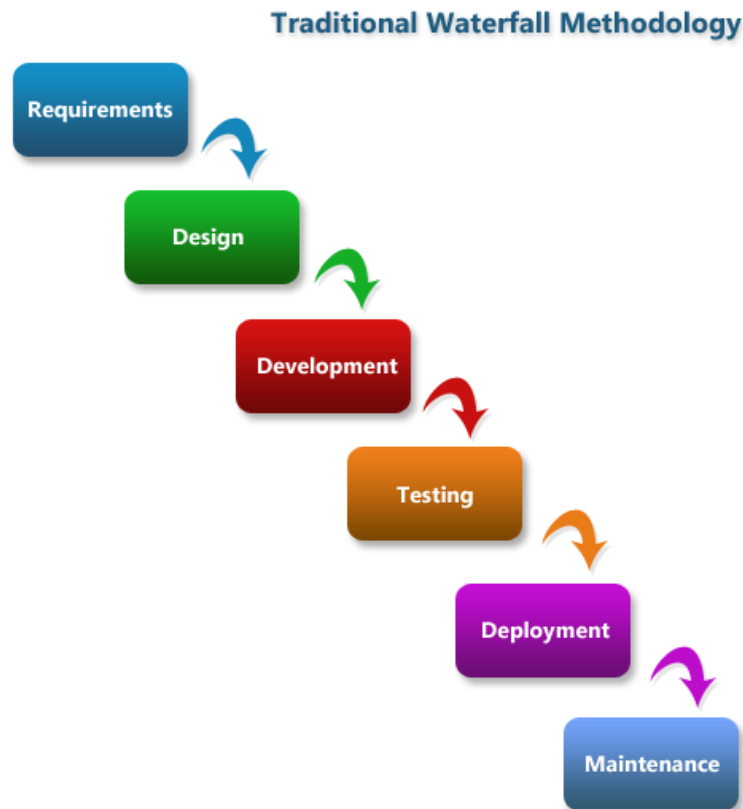 Traditional Waterfall Methodology
Requirements
Design
Development
Testing
Deployment
Maintenance